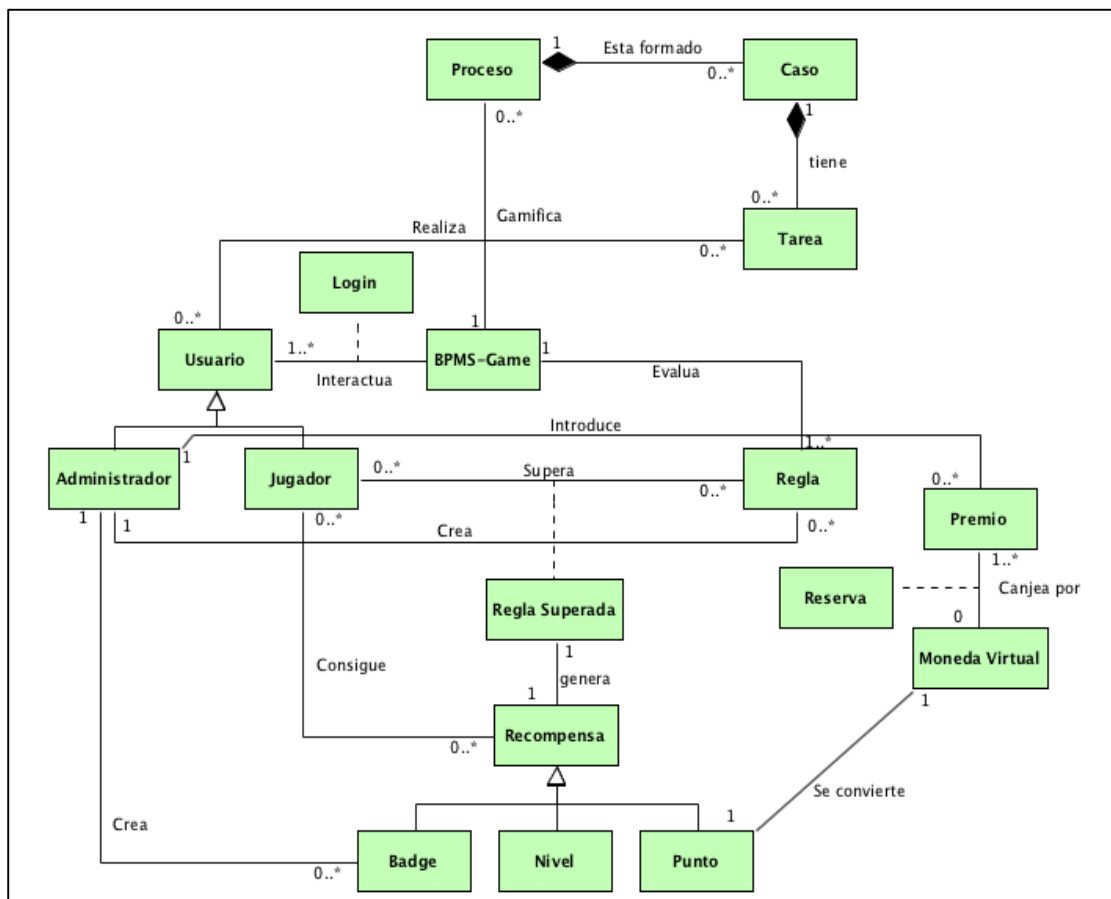 1
Esta formado
Proceso
Caso
0..*
0..*
1
tiene
0..*
Gamifica
Realiza
Tarea
0..*
Login
0..*
1
1..*
Usuario
BPMS-Game
1
Evalua
Interactua
Introduce
1
1..*
Administrador
Jugador
0..*
Supera
Regla
0..*
0..*
Premio
1
1
0..*
Crea
0..*
1..*
Regla Superada
Reserva
Canjea por
0
1
Moneda Virtual
Consigue
genera
1
1
Recompensa
0..*
Se convierte
Crea
1
Badge
Nivel
Punto
0..*